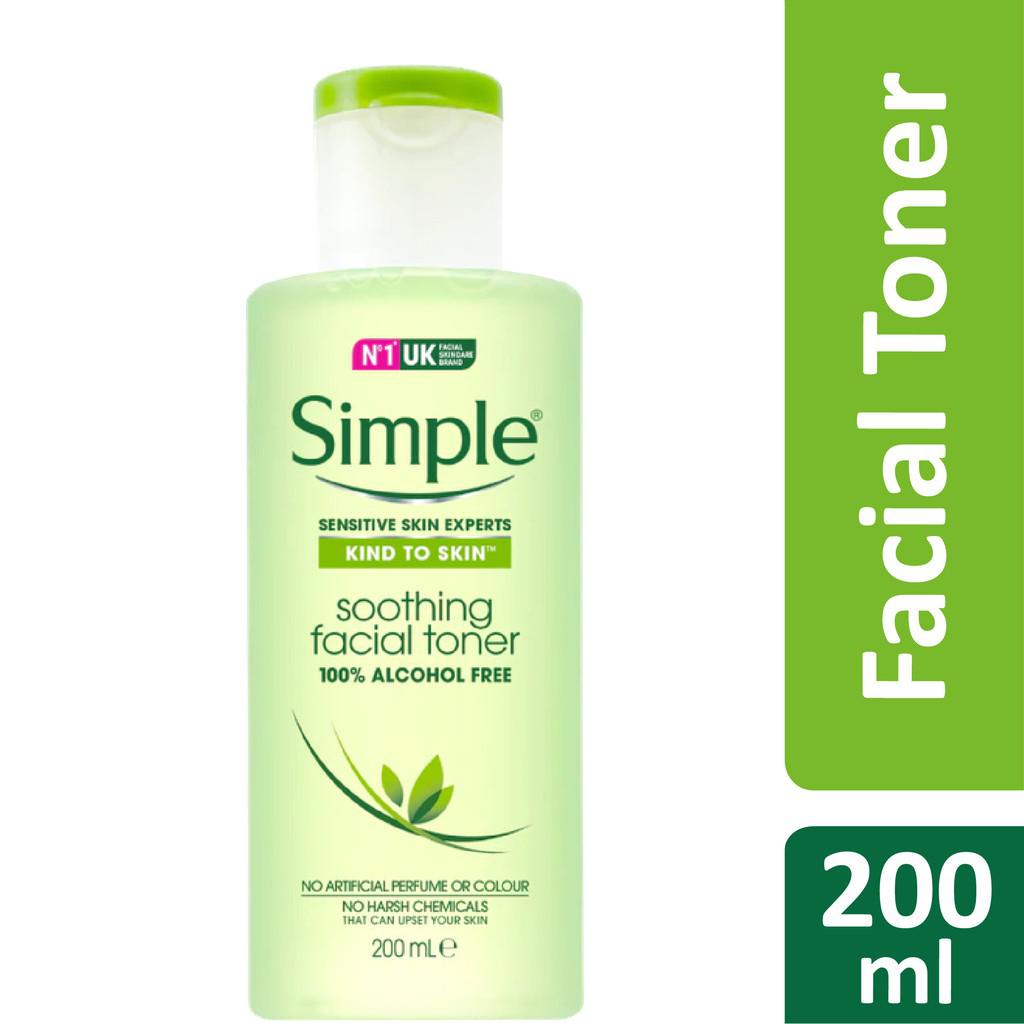 Nº1* UK FACIAL
SKINCARE
BRAND
Simple®
SENSITIVE SKIN EXPERTS
KIND TO SKIN™
soothing
facial toner
100% ALCOHOL FREE
NO ARTIFICIAL PERFUME OR COLOUR
NO HARSH CHEMICALS
THAT CAN UPSET YOUR SKIN
200 mL℮
Facial Toner
200
ml